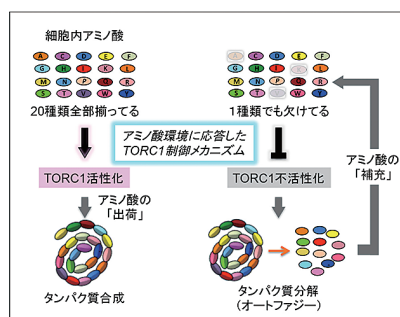 細胞内アミノ酸
A C D E F
G H I K L
M N P Q R
S T V W Y
C D E F
G H I L
M N P Q R
S T W Y
20種類全部揃ってる
1種類でも欠けてる
アミノ酸環境に応答した
TORC1制御メカニズム
アミノ酸の
「補充」
TORC1活性化
TORC1不活性化
アミノ酸の
「出荷」
タンパク質合成
タンパク質分解
(オートファジー)